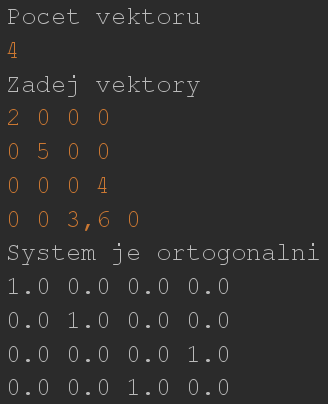 Pocet vektoru
4
Zadej vektory
2 0 0 0
0 5 0 0
0 0 0 4
0 0 3,6 0
System je ortogonalni
1.0 0.0 0.0 0.0
0.0 1.0 0.0 0.0
0.0 0.0 0.0 1.0
0.0 0.0 1.0 0.0